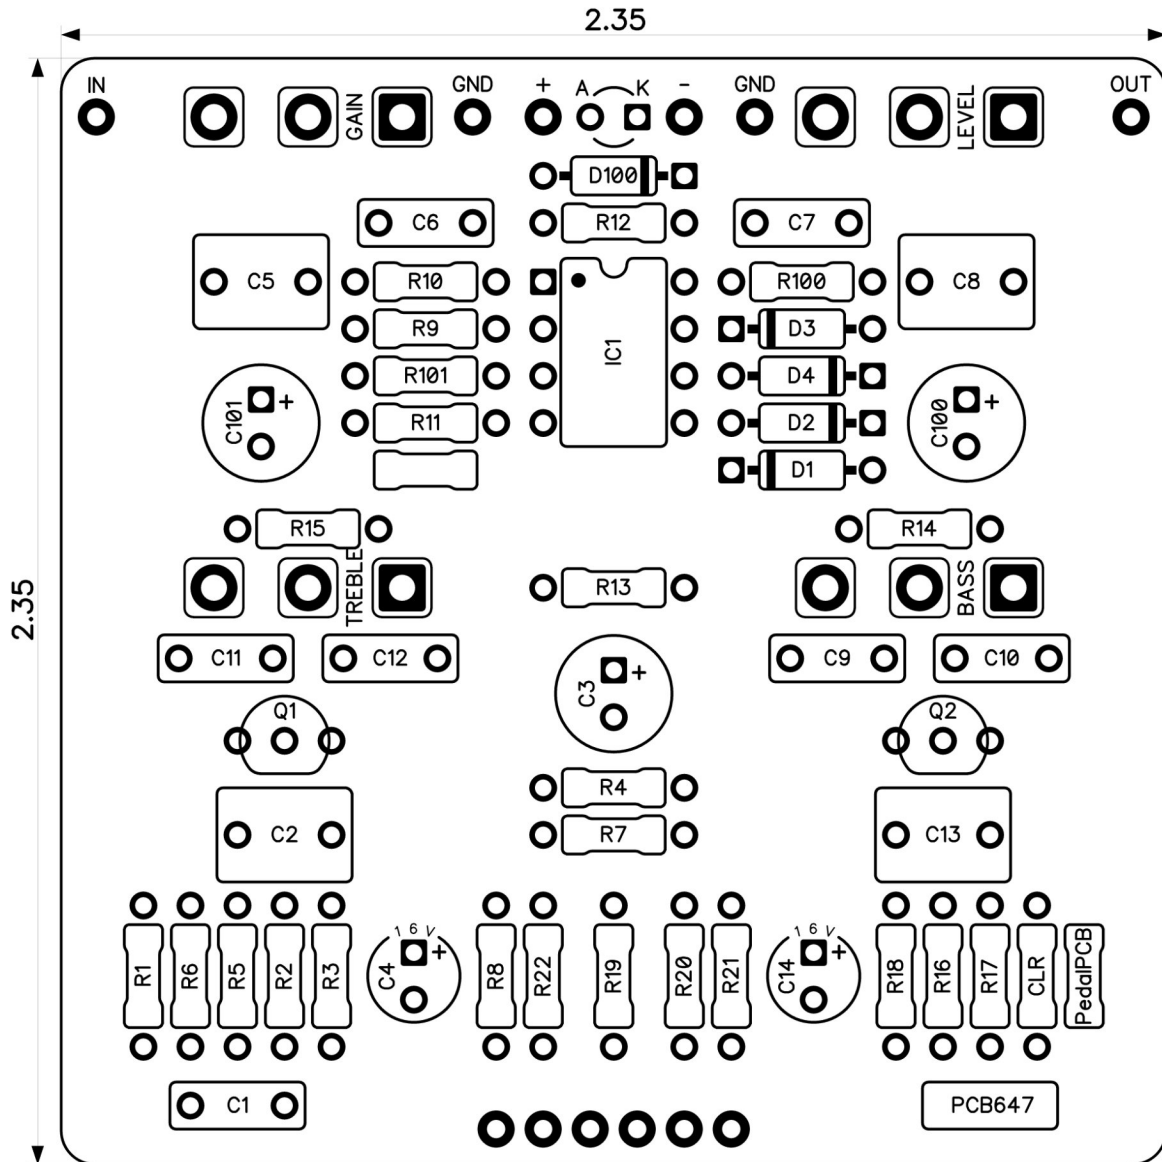 2.35
IN
GAIN
GND
+
A
K
-
GND
LEVEL
OUT
D100
C6
R12
C7
C5
R10
R100
C8
R9
IC1
D3
R101
D4
C101
+
R11
D2
C100
+
D1
R15
R14
TREBLE
R13
BASS
2.35
C11
C12
C9
C10
C3
+
Q1
Q2
R4
C2
R7
C13
R1
R6
R5
R2
R3
16V
C4
+
R8
R22
R19
R20
R21
16V
C14
+
R18
R16
R17
CLR
PedalPCB
C1
PCB647